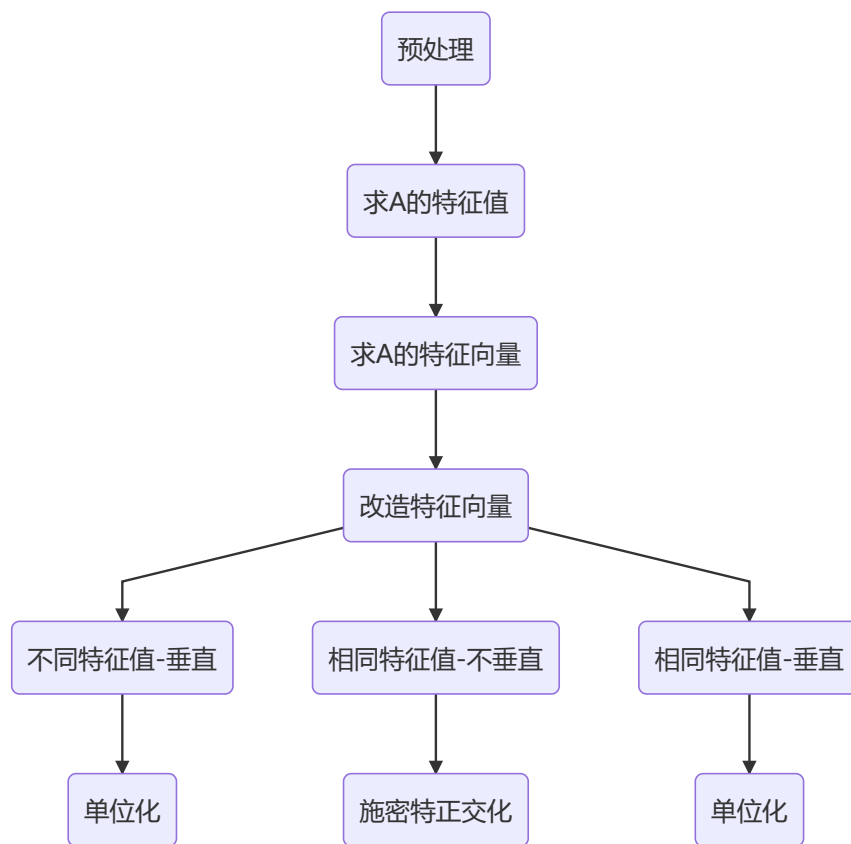 预处理
求A的特征值
求A的特征向量
改造特征向量
不同特征值-垂直
相同特征值-不垂直
相同特征值-垂直
单位化
施密特正交化
单位化